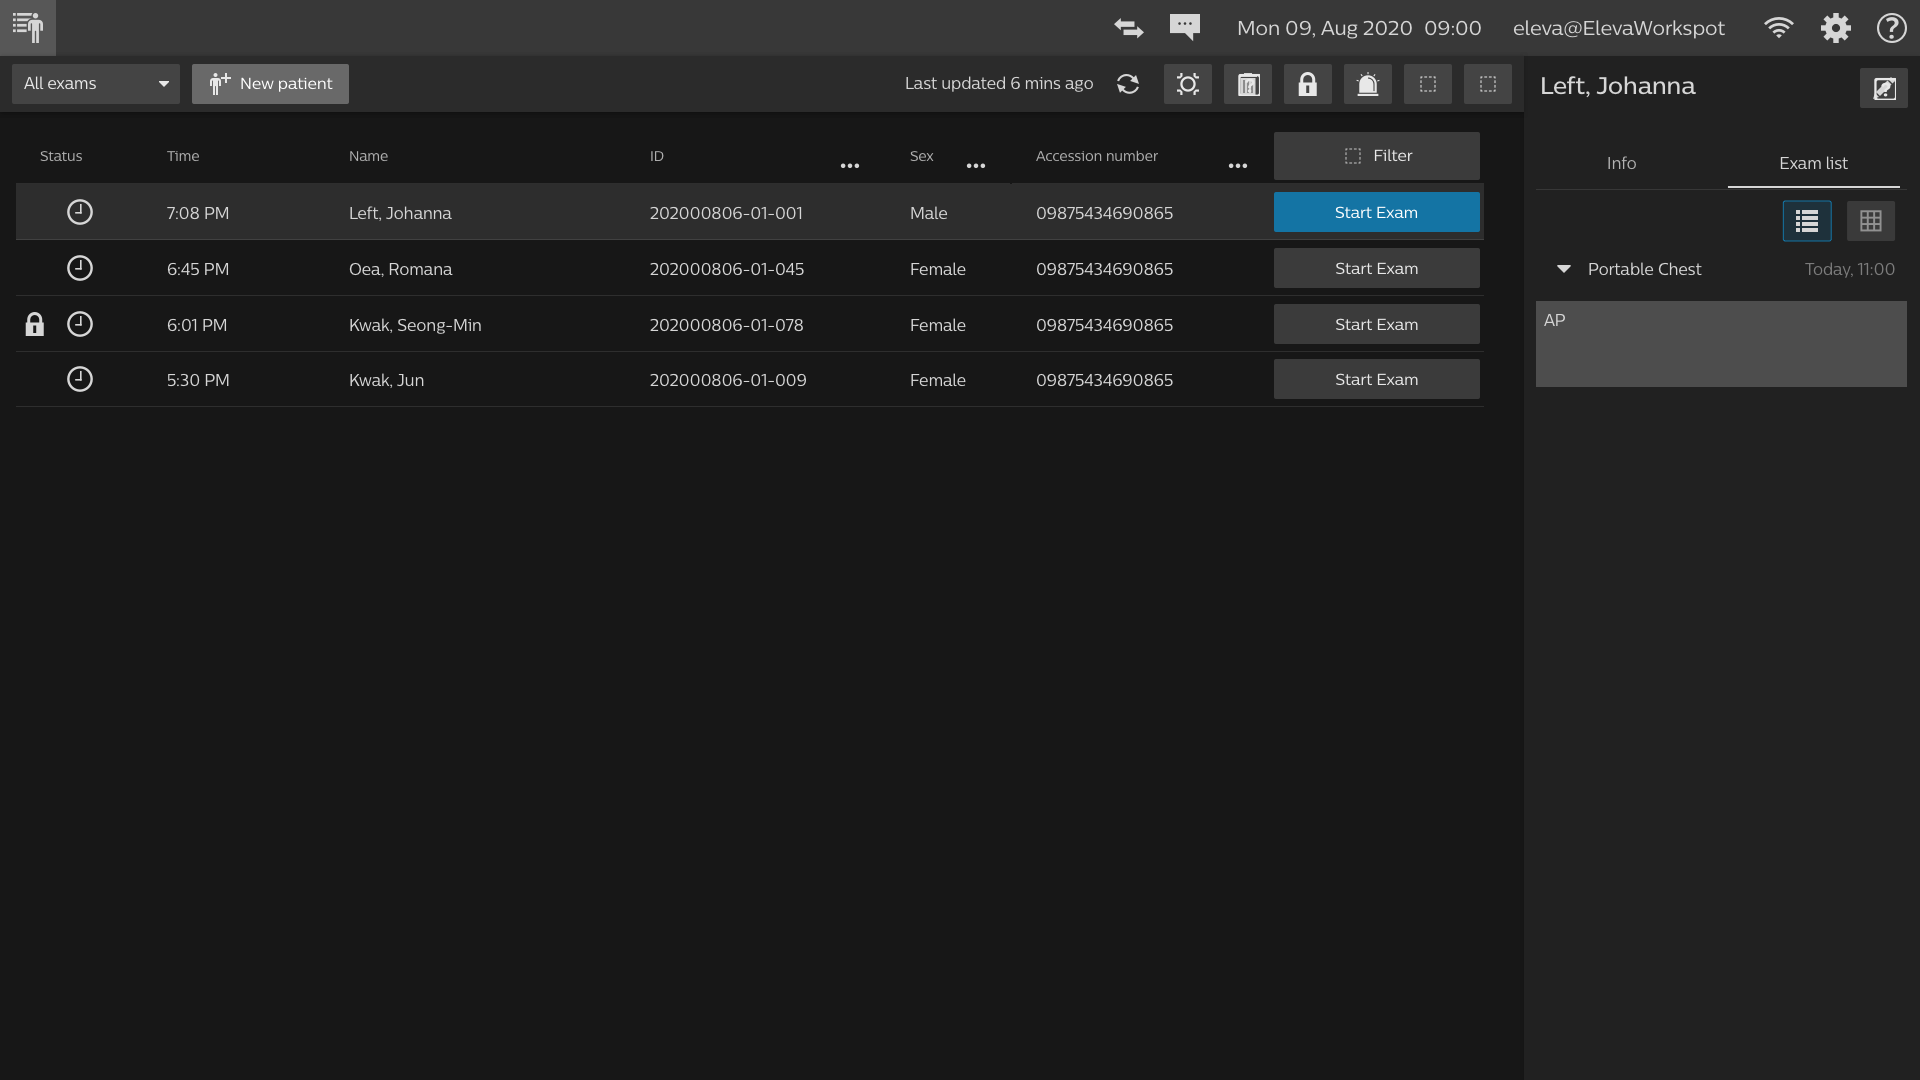 Mon 09, Aug 2020 09:00 eleva@ElevaWorkspot
All exams New patient Last updated 6 mins ago
Left, Johanna
Status Time Name ID ... Sex ... Accession number ... Filter
Info Exam list
7:08 PM Left, Johanna 202000806-01-001 Male 09875434690865 Start Exam
6:45 PM Oea, Romana 202000806-01-045 Female 09875434690865 Start Exam
6:01 PM Kwak, Seong-Min 202000806-01-078 Female 09875434690865 Start Exam
5:30 PM Kwak, Jun 202000806-01-009 Female 09875434690865 Start Exam
Portable Chest Today, 11:00
AP